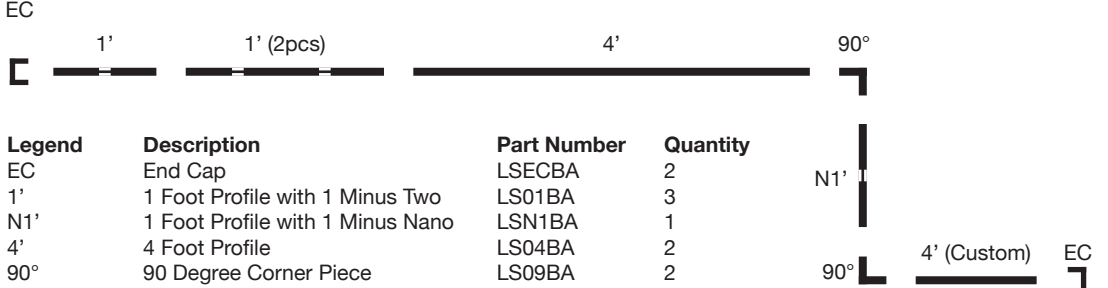 EC
1’
1’ (2pcs)
4’
90°
Legend Description Part Number Quantity
EC End Cap LSECBA 2
1’ 1 Foot Profile with 1 Minus Two LS01BA 3
N1’ 1 Foot Profile with 1 Minus Nano LSN1BA 1
4’ 4 Foot Profile LS04BA 2
90° 90 Degree Corner Piece LS09BA 2
N1’
90°
4’ (Custom)
EC